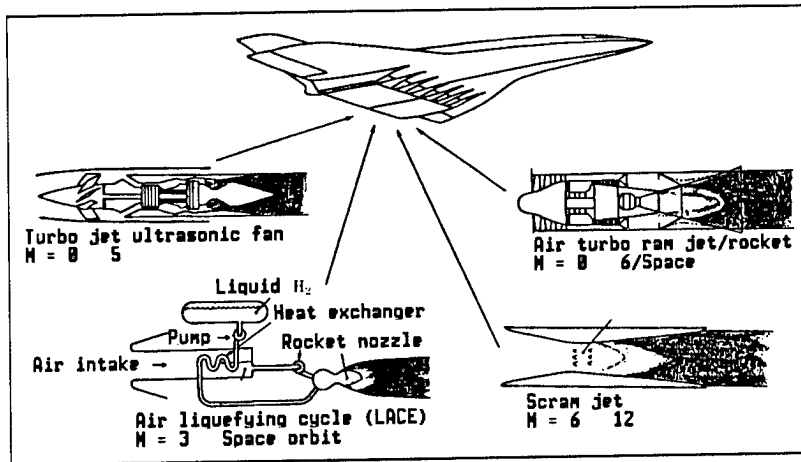 Turbo jet ultrasonic fan
M = 0 5
Air turbo ram jet/rocket
M = 0 6/Space
Liquid H₂
Heat exchanger
Pump
Rocket nozzle
Air intake
Air liquefying cycle (LACE)
M = 3 Space orbit
Scram jet
M = 6 12